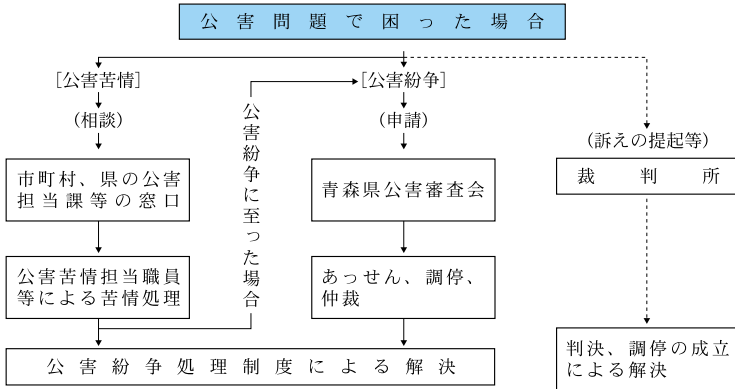 公害問題で困った場合
[公害苦情]
(相談)
市町村、県の公害
担当課等の窓口
公害苦情担当職員
等による苦情処理
公害紛争に至った場合
[公害紛争]
(申請)
青森県公害審査会
あっせん、調停、
仲裁
公害紛争処理制度による解決
(訴えの提起等)
裁判所
判決、調停の成立
による解決